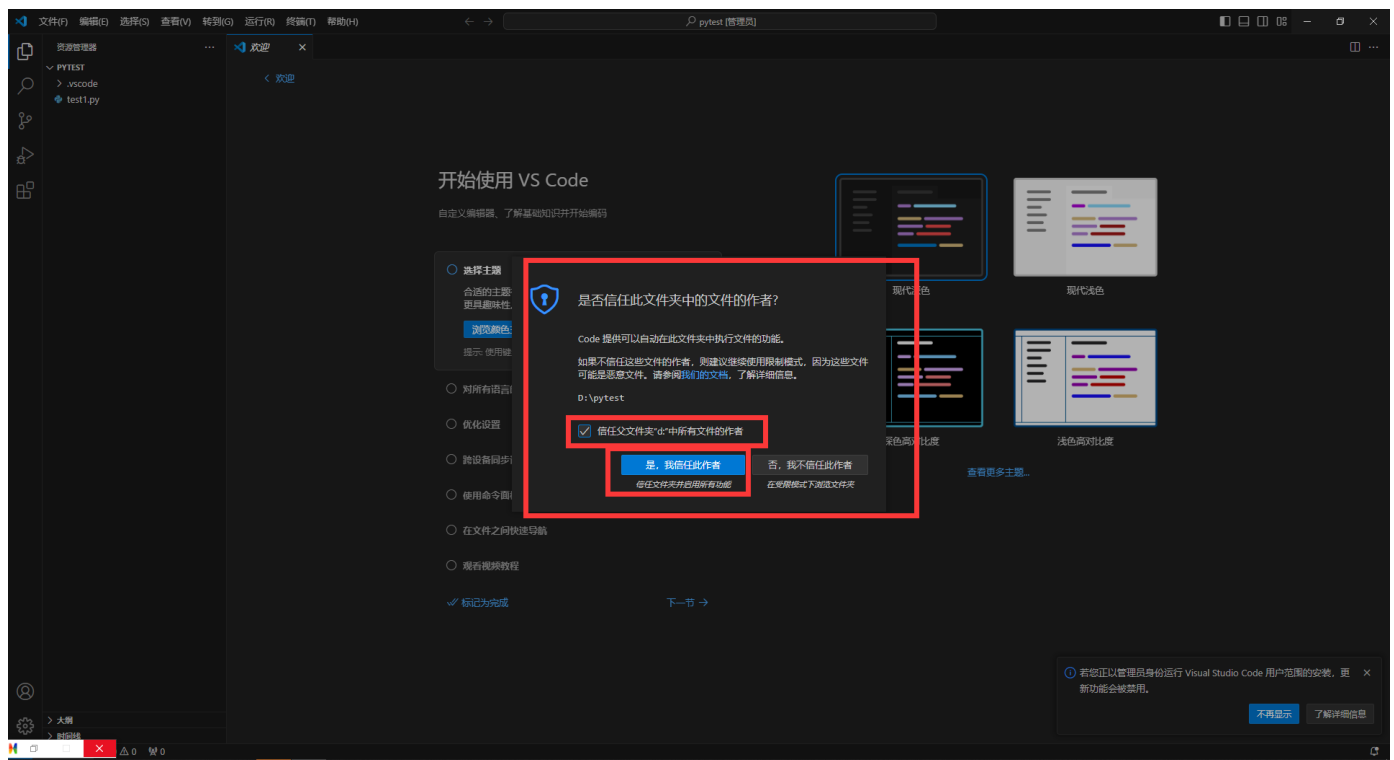 文件(F) 编辑(E) 选择(S) 查看(V) 转到(G) 运行(R) 终端(T) 帮助(H)
pytest [管理员]
资源管理器
欢迎
PYTEST
.vscode
test1.py
欢迎
开始使用 VS Code
自定义编辑器、了解基础知识并开始编码
选择主题
合适的主题
更具趣味性
浏览颜色
提示: 使用键
对所有语言
优化设置
跨设备同步
使用命令面
在文件之间快速导航
观看视频教程
标记为完成
下一节
现代深色
现代浅色
深色高对比度
浅色高对比度
查看更多主题...
是否信任此文件夹中的文件的作者?
Code 提供可以自动在此文件夹中执行文件的功能。
如果不信任这些文件的作者，则建议继续使用限制模式，因为这些文件
可能是恶意文件。请参阅我们的文档，了解详细信息。
D:\pytest
信任父文件夹"d:"中所有文件的作者
是，我信任此作者
否，我不信任此作者
信任文件夹并启用所有功能
在受限模式下浏览文件夹
若您正以管理员身份运行 Visual Studio Code 用户范围的安装，更
新功能会被禁用。
不再显示
了解详细信息
大纲
时间线
0 0